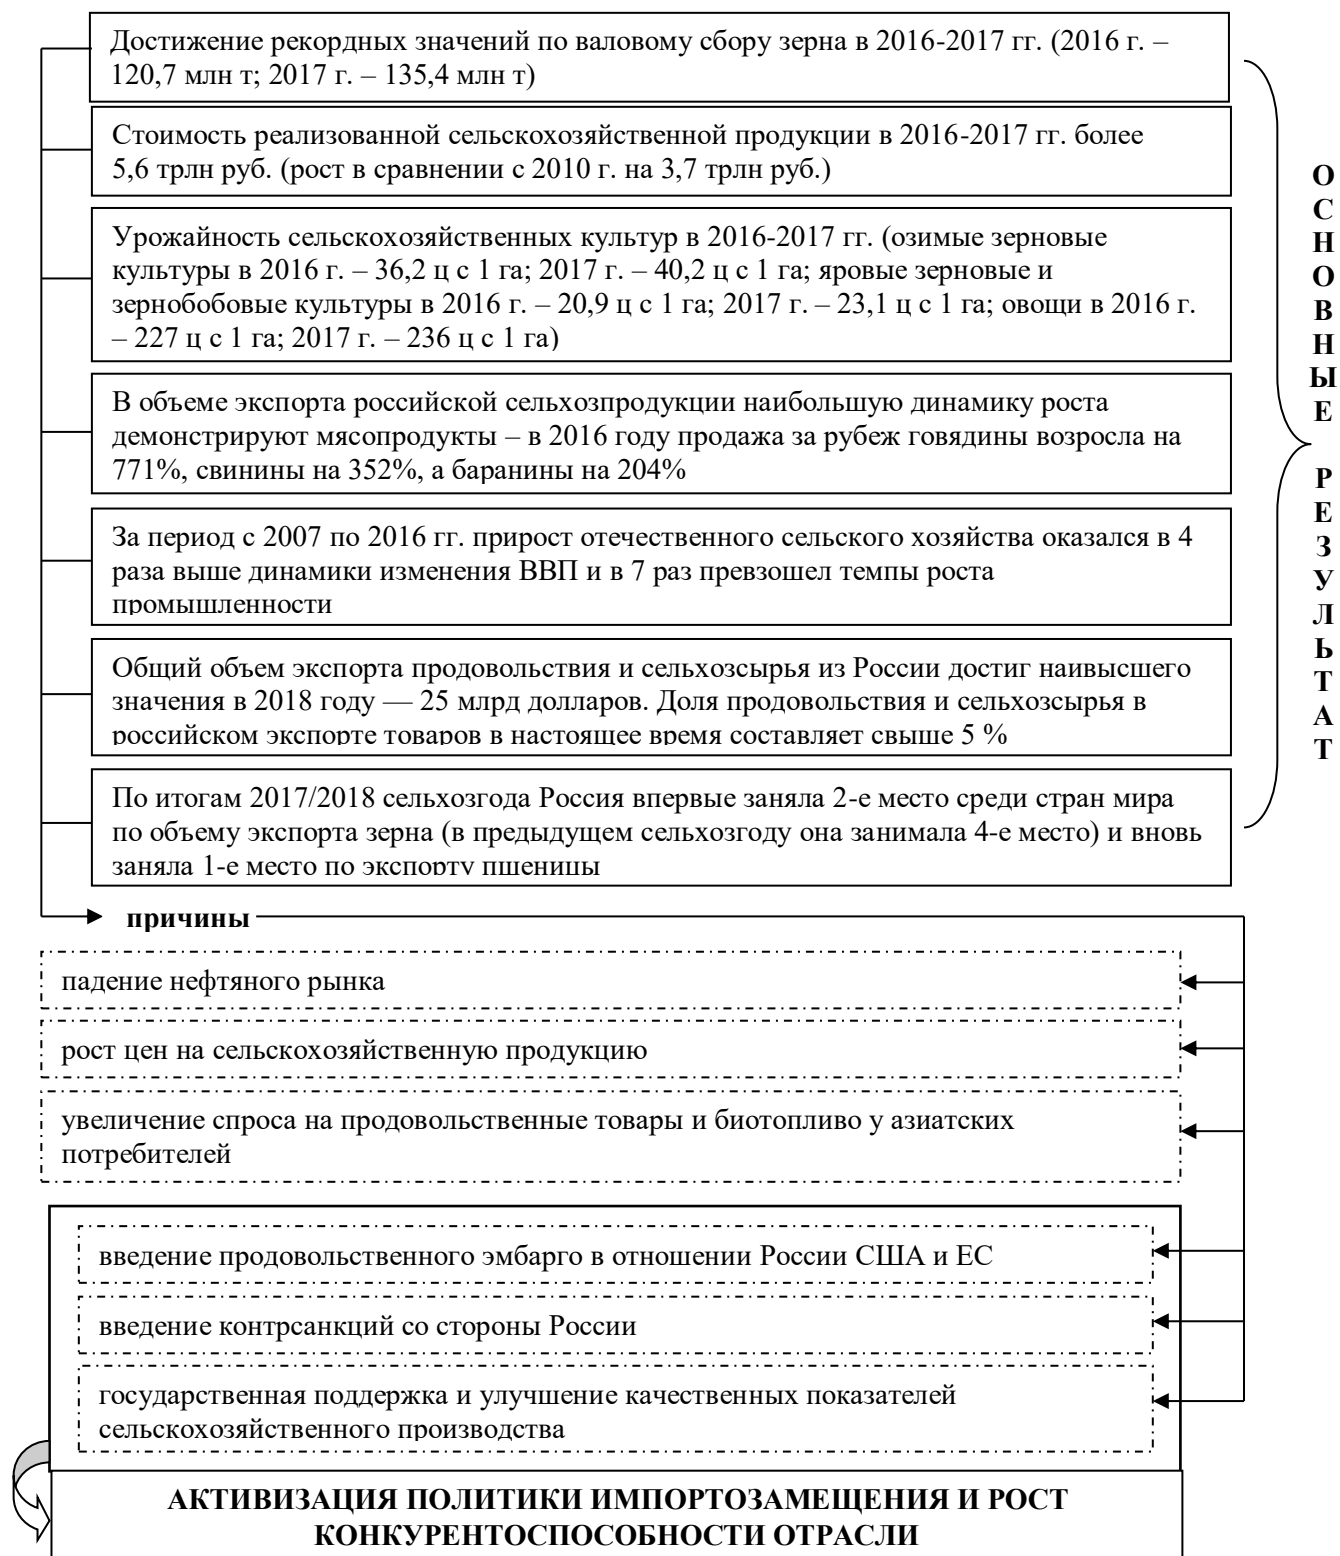 Достижение рекордных значений по валовому сбору зерна в 2016-2017 гг. (2016 г. –
120,7 млн т; 2017 г. – 135,4 млн т)
Стоимость реализованной сельскохозяйственной продукции в 2016-2017 гг. более
5,6 трлн руб. (рост в сравнении с 2010 г. на 3,7 трлн руб.)
Урожайность сельскохозяйственных культур в 2016-2017 гг. (озимые зерновые
культуры в 2016 г. – 36,2 ц с 1 га; 2017 г. – 40,2 ц с 1 га; яровые зерновые и
зернобобовые культуры в 2016 г. – 20,9 ц с 1 га; 2017 г. – 23,1 ц с 1 га; овощи в 2016 г.
– 227 ц с 1 га; 2017 г. – 236 ц с 1 га)
В объеме экспорта российской сельхозпродукции наибольшую динамику роста
демонстрируют мясопродукты – в 2016 году продажа за рубеж говядины возросла на
771%, свинины на 352%, а баранины на 204%
За период с 2007 по 2016 гг. прирост отечественного сельского хозяйства оказался в 4
раза выше динамики изменения ВВП и в 7 раз превзошел темпы роста
промышленности
Общий объем экспорта продовольствия и сельхозсырья из России достиг наивысшего
значения в 2018 году — 25 млрд долларов. Доля продовольствия и сельхозсырья в
российском экспорте товаров в настоящее время составляет свыше 5 %
По итогам 2017/2018 сельхозгода Россия впервые заняла 2-е место среди стран мира
по объему экспорта зерна (в предыдущем сельхозгоду она занимала 4-е место) и вновь
заняла 1-е место по экспорту пшеницы
ОСНОВНЫЕ РЕЗУЛЬТАТ
причины
падение нефтяного рынка
рост цен на сельскохозяйственную продукцию
увеличение спроса на продовольственные товары и биотопливо у азиатских
потребителей
введение продовольственного эмбарго в отношении России США и ЕС
введение контрсанкций со стороны России
государственная поддержка и улучшение качественных показателей
сельскохозяйственного производства
АКТИВИЗАЦИЯ ПОЛИТИКИ ИМПОРТОЗАМЕЩЕНИЯ И РОСТ
КОНКУРЕНТОСПОСОБНОСТИ ОТРАСЛИ